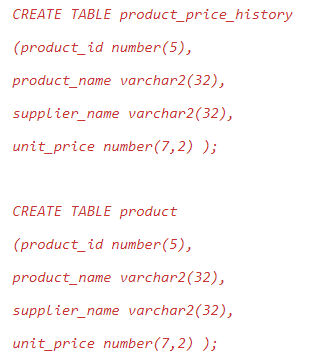 CREATE TABLE product_price_history
(product_id number(5),
product_name varchar2(32),
supplier_name varchar2(32),
unit_price number(7,2) );
CREATE TABLE product
(product_id number(5),
product_name varchar2(32),
supplier_name varchar2(32),
unit_price number(7,2) );